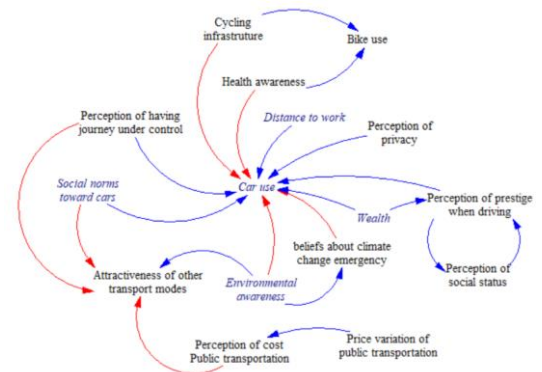 Cycling
infrastruture
Bike use
Health awareness
Distance to work
Perception of having
journey under control
Perception of
privacy
Social norms
toward cars
Car use
Wealth
Perception of prestige
when driving
beliefs about climate
change emergency
Attractiveness of other
transport modes
Environmental
awareness
Perception of
social status
Perception of cost
Public transportation
Price variation of
public transportation